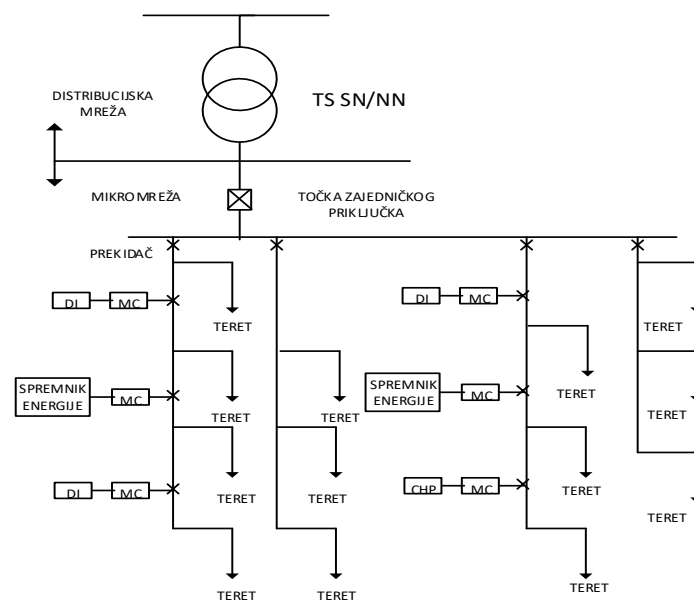 DISTRIBUCIJSKA
MREŽA
TS SN/NN
MIKROMREŽA
TOČKA ZAJEDNIČKOG
PRIKLJUČKA
PREKIDAČ
DI
MC
TERET
DI
MC
TERET
SPREMNIK
ENERGIJE
MC
TERET
TERET
SPREMNIK
ENERGIJE
MC
TERET
TERET
DI
MC
TERET
TERET
CHP
MC
TERET
TERET
TERET
TERET
TERET